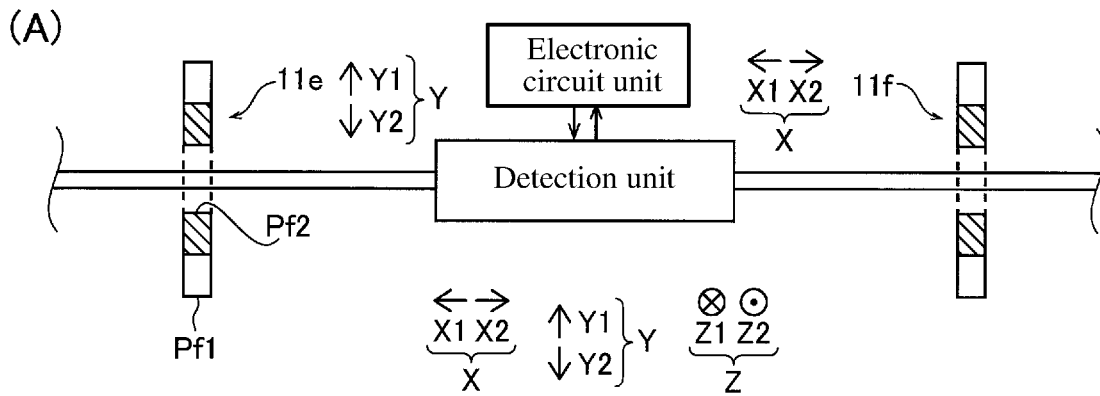 (A)
Electronic
circuit unit
11e
Y1
Y2
Y
X1 X2
X
11f
Detection unit
Pf2
Pf1
X1 X2
X
Y1
Y2
Y
Z1 Z2
Z